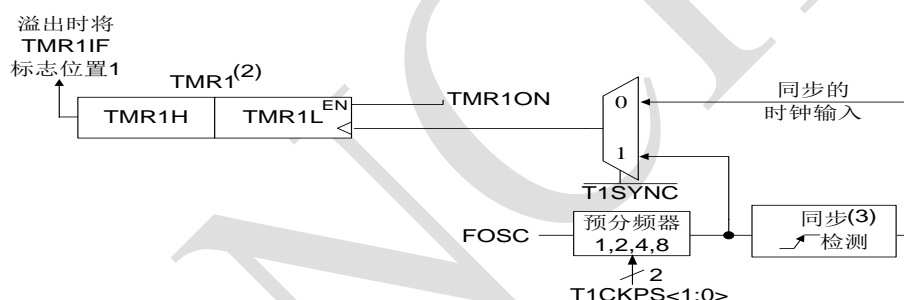 溢出时将
TMR1IF
标志位置1
TMR1(2)
TMR1H
TMR1L
EN
TMR1ON
0
1
同步的
时钟输入
T1SYNC
FOSC
预分频器
1,2,4,8
同步(3)
检测
2
T1CKPS<1:0>